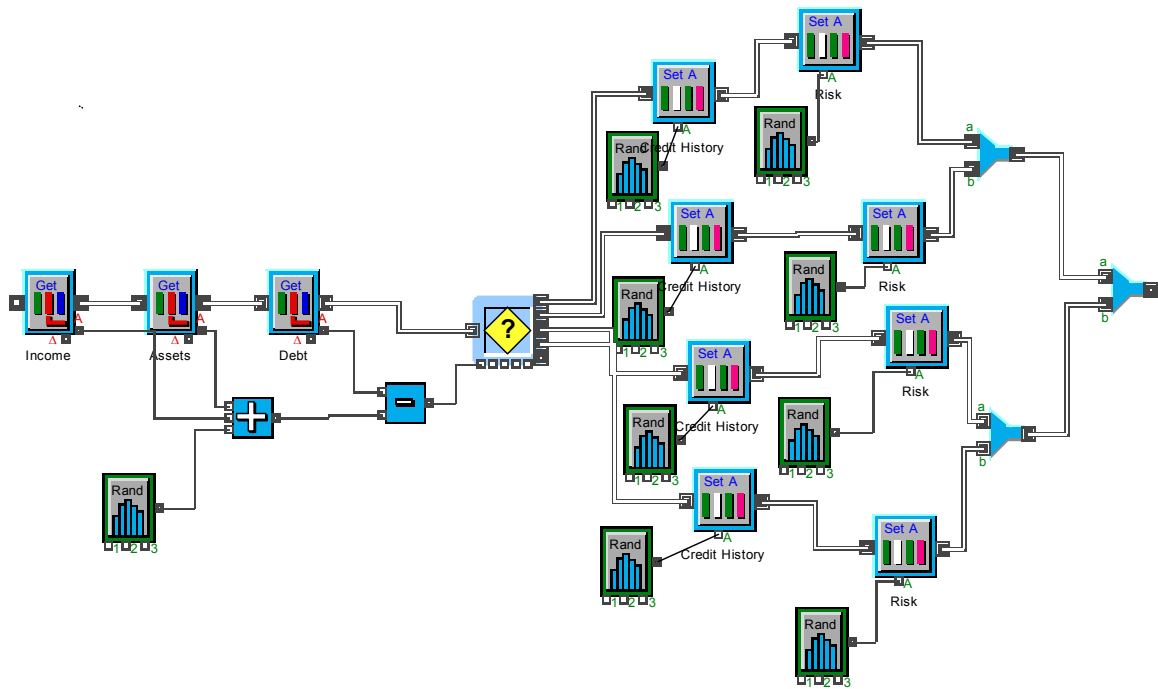 Set A
A
Risk
Set A
A
Credit History
Rand
1 2 3
Rand
1 2 3
a
b
Set A
A
Credit History
Set A
A
Risk
Rand
1 2 3
Rand
1 2 3
Get
A
Δ
Income
Get
A
Δ
Assets
Get
A
Δ
Debt
?
+
-
Rand
1 2 3
a
b
Set A
A
Credit History
Set A
A
Risk
Rand
1 2 3
Rand
1 2 3
a
b
Set A
A
Credit History
Set A
A
Risk
Rand
1 2 3
Rand
1 2 3